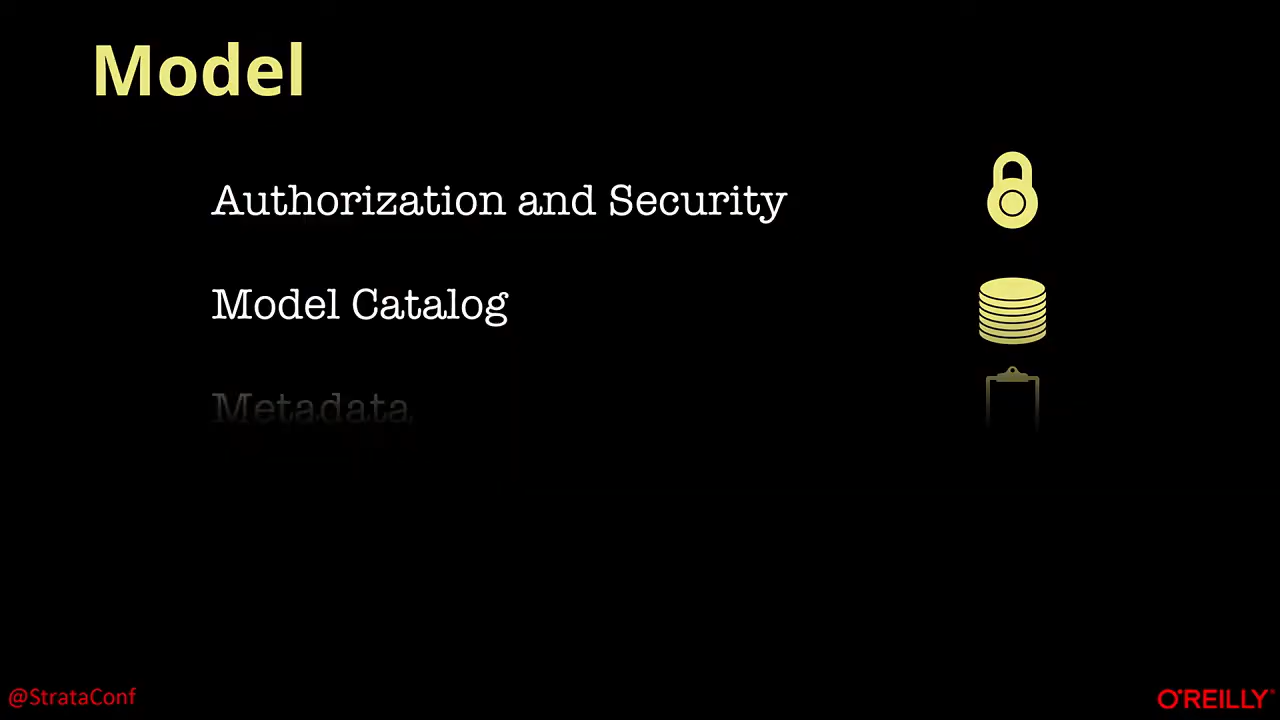 Model
Authorization and Security
Model Catalog
Metadata
@StrataConf
O'REILLY